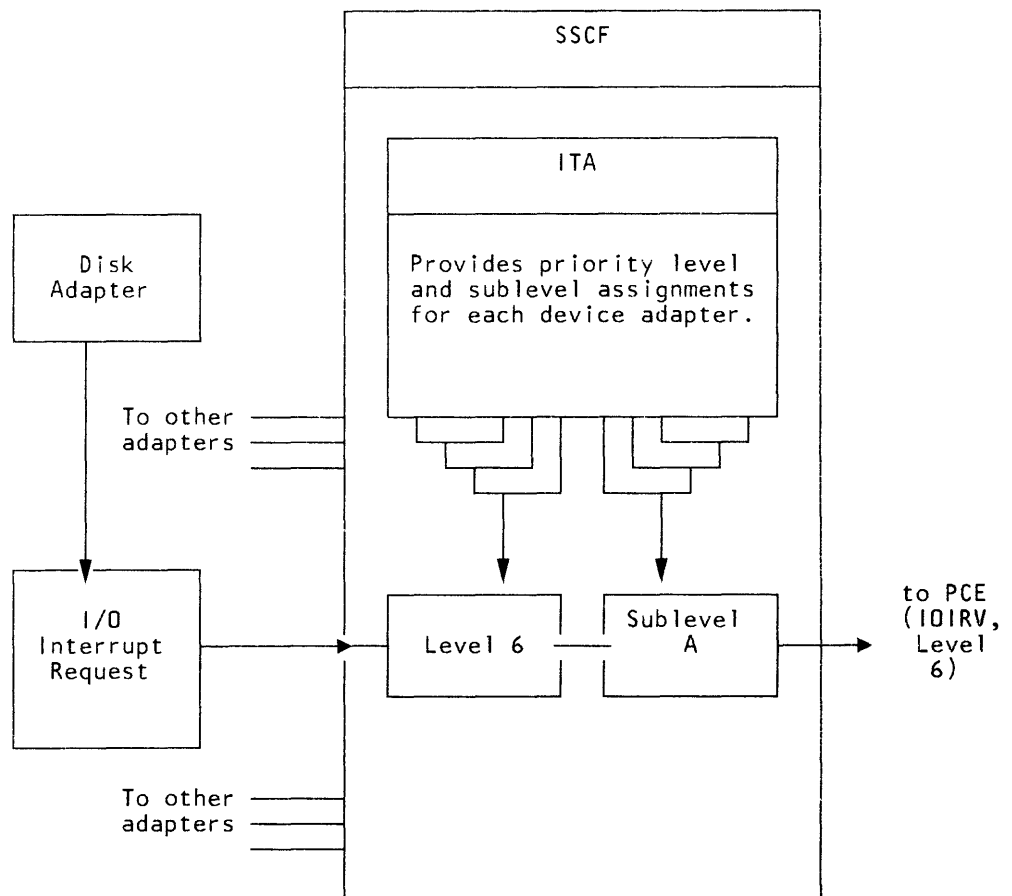 SSCF
ITA
Provides priority level
and sublevel assignments
for each device adapter.
Disk
Adapter
To other
adapters
I/O
Interrupt
Request
Level 6
Sublevel
A
to PCE
(IOIRV,
Level
6)
To other
adapters